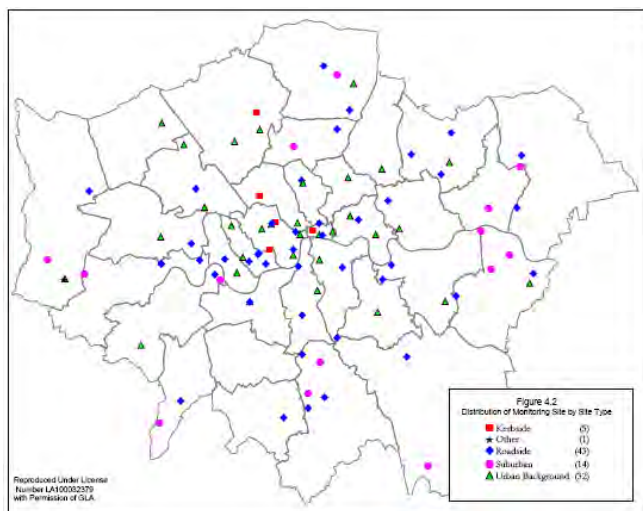 Figure 4.2
Distribution of Monitoring Site by Site Type
Kerbside (5)
Other (1)
Roadside (43)
Suburban (14)
Urban Background (32)
Reproduced Under License
Number LA100032379
with Permission of GLA.